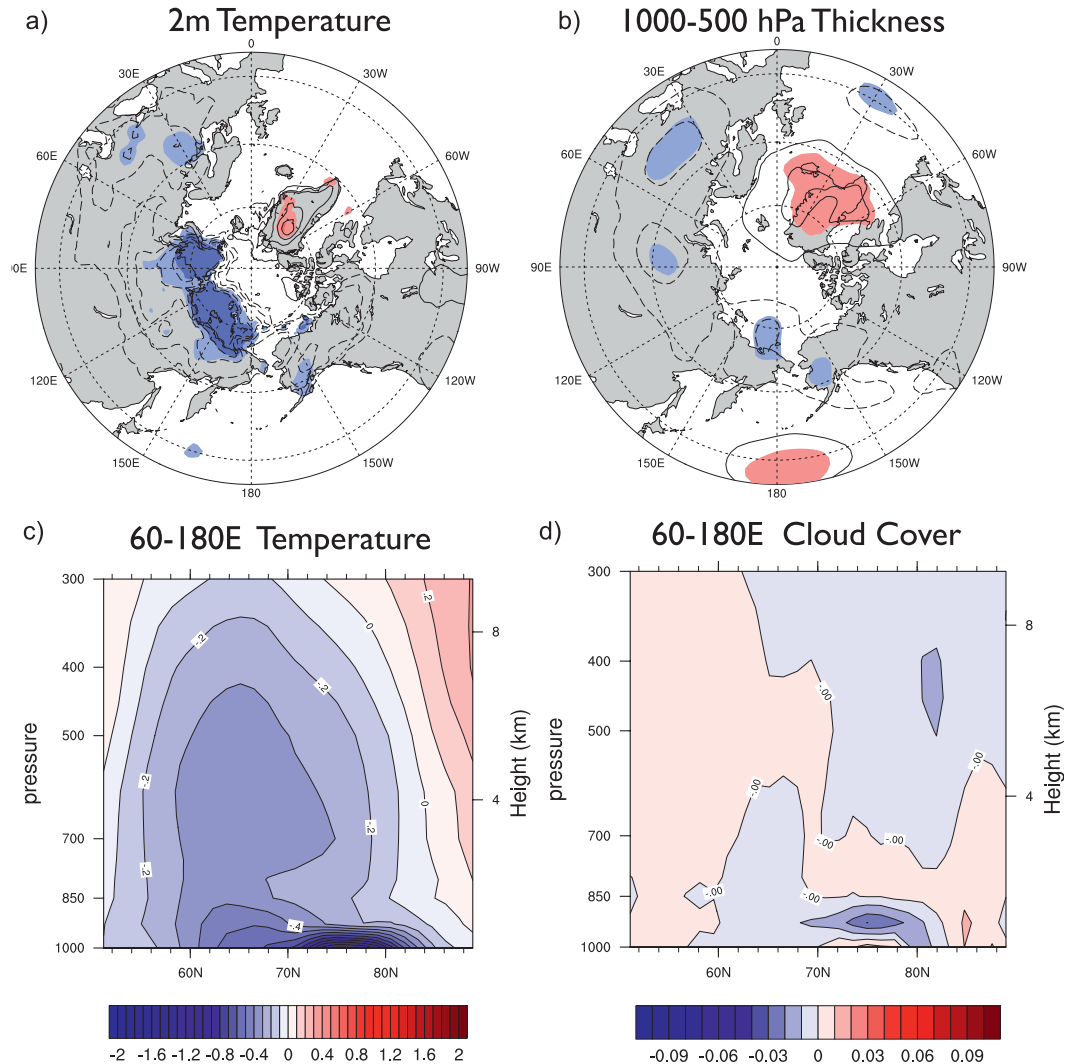 a) 2m Temperature
0
30E
30W
60E
60W
00E
90W
120E
120W
150E
150W
180
b) 1000-500 hPa Thickness
0
30E
30W
60E
60W
90E
90W
120E
120W
150E
150W
180
c) 60-180E Temperature
300
400
500
700
850
1000
pressure
60N
70N
80N
8
4
Height (km)
-.2
-.2
-.2
-.2
-.2
-.2
0
0
-.2
-.4
-2
-1.6
-1.2
-0.8
-0.4
0
0.4
0.8
1.2
1.6
2
d) 60-180E Cloud Cover
300
400
500
700
850
1000
pressure
60N
70N
80N
8
4
Height (km)
-.00
-.00
-.00
-.00
-.00
-.00
-.00
-0.09
-0.06
-0.03
0
0.03
0.06
0.09